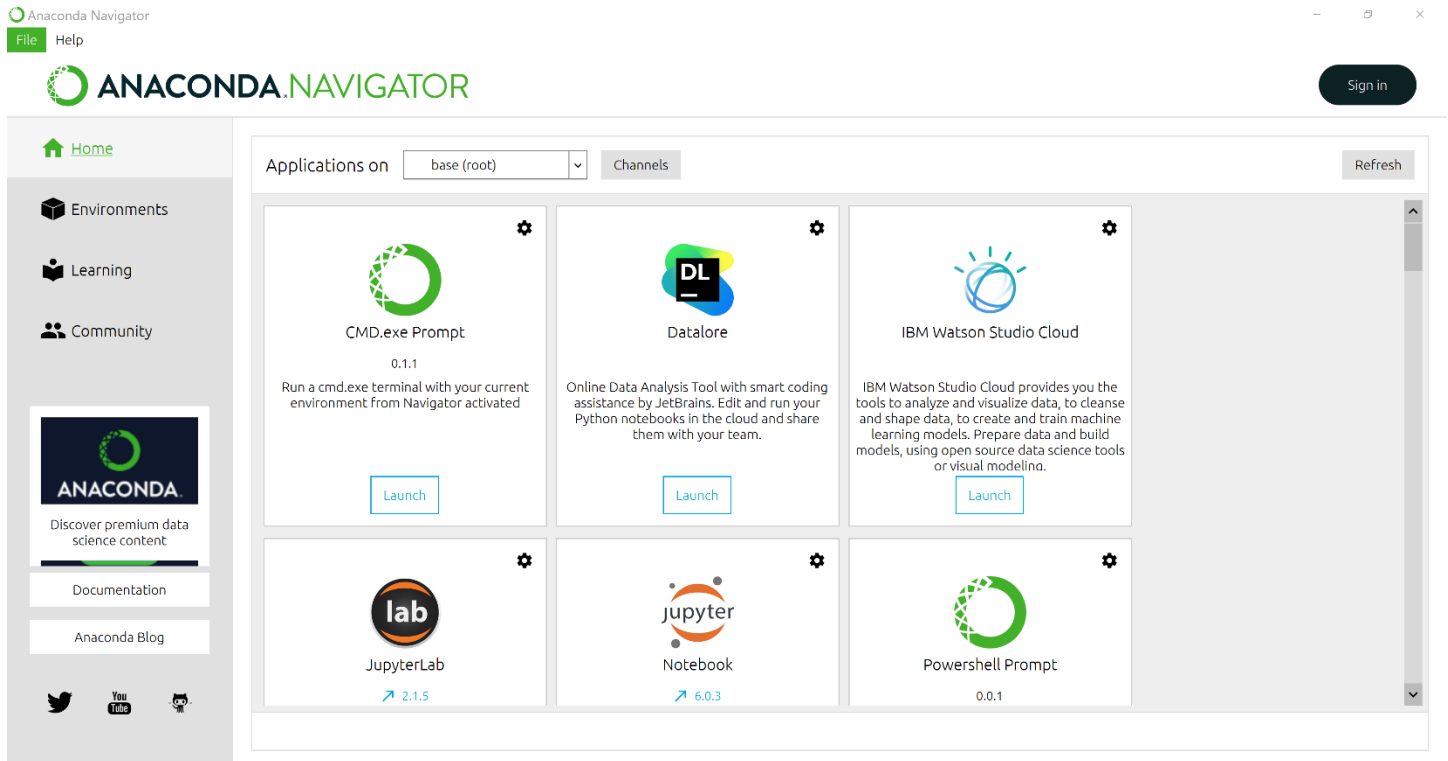 Anaconda Navigator
File Help
ANACONDA.NAVIGATOR
Sign in
Home
Environments
Learning
Community
ANACONDA.
Discover premium data
science content
Documentation
Anaconda Blog
You
Tube
Applications on base (root) Channels Refresh
CMD.exe Prompt
0.1.1
Run a cmd.exe terminal with your current
environment from Navigator activated
Launch
DL
Datalore
Online Data Analysis Tool with smart coding
assistance by JetBrains. Edit and run your
Python notebooks in the cloud and share
them with your team.
Launch
IBM Watson Studio Cloud
IBM Watson Studio Cloud provides you the
tools to analyze and visualize data, to cleanse
and shape data, to create and train machine
learning models. Prepare data and build
models, using open source data science tools
or visual modeling.
Launch
lab
JupyterLab
2.1.5
jupyter
Notebook
6.0.3
Powershell Prompt
0.0.1